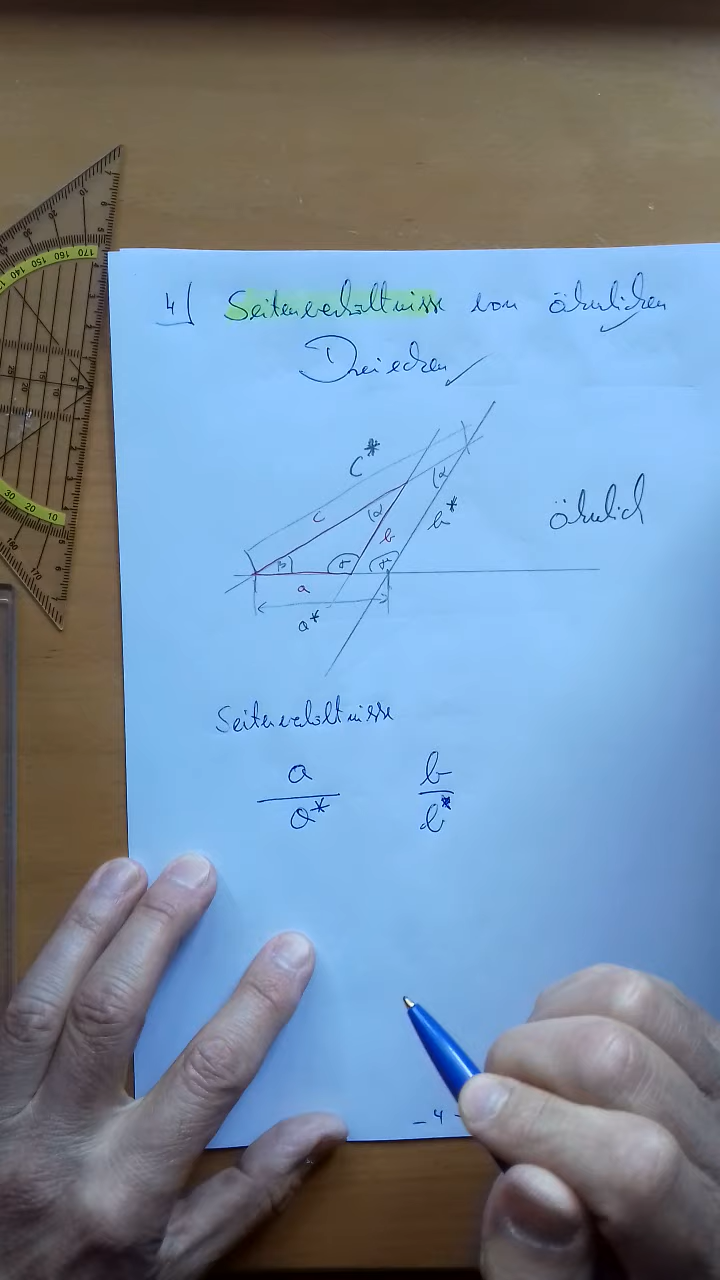 4) Seitenverhältnisse von ähnlichen
Dreiecken
c*
c
α
α
b
b*
ähnlich
β
γ
γ*
a
a*
Seitenverhältnisse
a
b
a*
b*
- 4 -